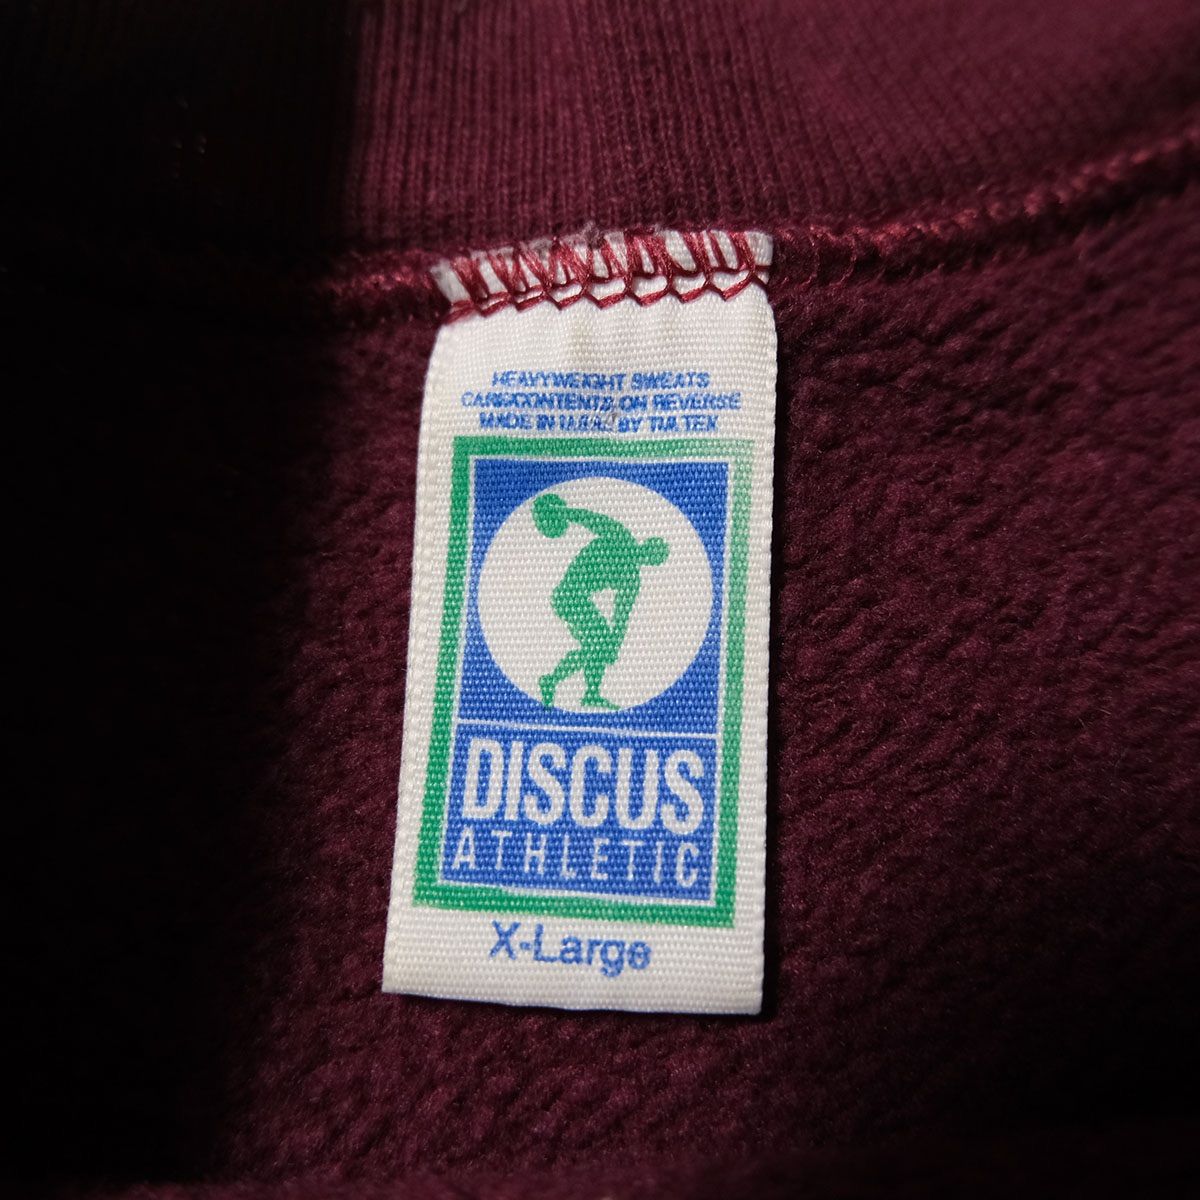 HEAVYWEIGHT SWEATS
CARE/CONTENTS ON REVERSE
MADE IN U.S.A. BY TULTEX
DISCUS
ATHLETIC
X-Large